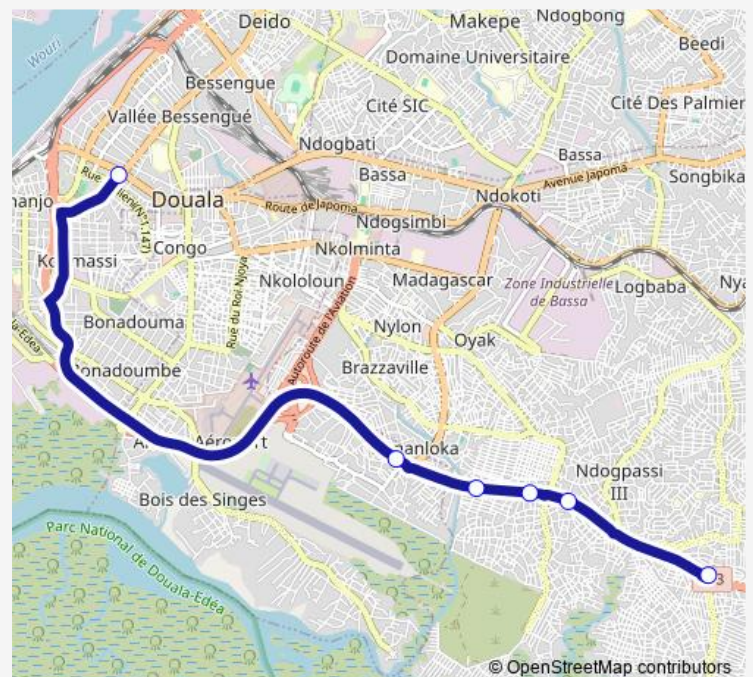 Deido
Makepe
Ndogbong
Beedi
Wouri
Bessengue
Domaine Universitaire
Cité SIC
Cité Des Palmier
Vallée Bessengué
Ndogbati
Bassa
Bassa
Avenue Japoma
Songbika
Ndokoti
Douala
Route de Japoma
Ndogsimbi
Congo
Nkolminta
Nkololoun
Madagascar
Zone Industrielle
de Bassa
Logbaba
Rue du Roi Njoya
Autoroute de l'Aviation
Bonadouma
Nylon
Oyak
Brazzaville
Bonadoumbe
Aéroport
Ndogpassi
III
Bois des Singes
Parc National de Douala-Edéa
© OpenStreetMap contributors